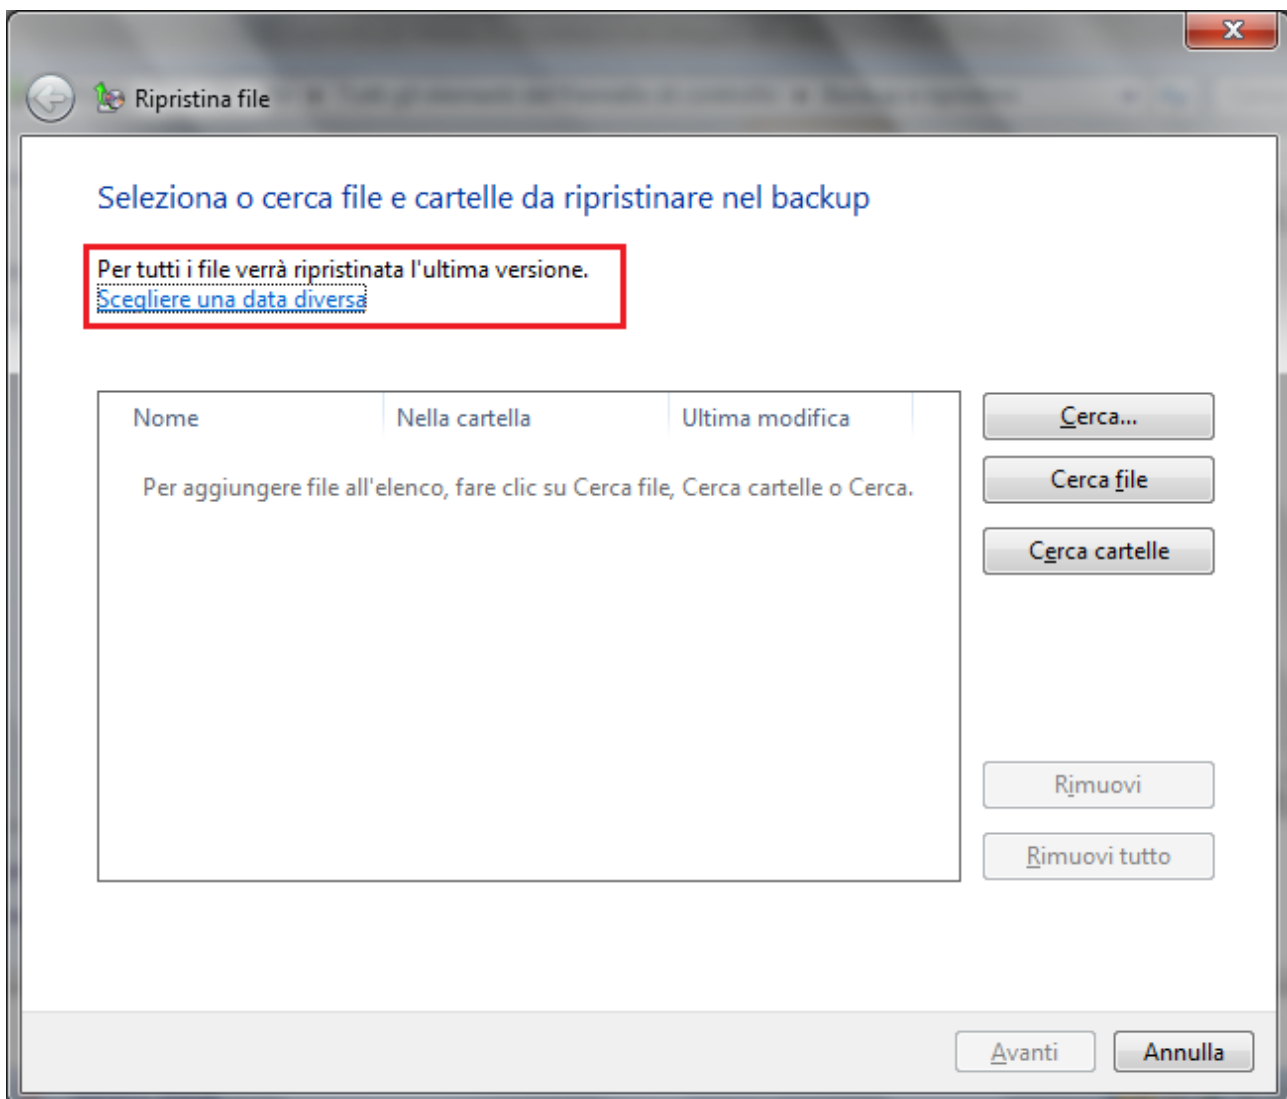 Ripristina file
Seleziona o cerca file e cartelle da ripristinare nel backup
Per tutti i file verrà ripristinata l'ultima versione.
Scegliere una data diversa
Nome Nella cartella Ultima modifica
Per aggiungere file all'elenco, fare clic su Cerca file, Cerca cartelle o Cerca.
Cerca...
Cerca file
Cerca cartelle
Rimuovi
Rimuovi tutto
Avanti Annulla